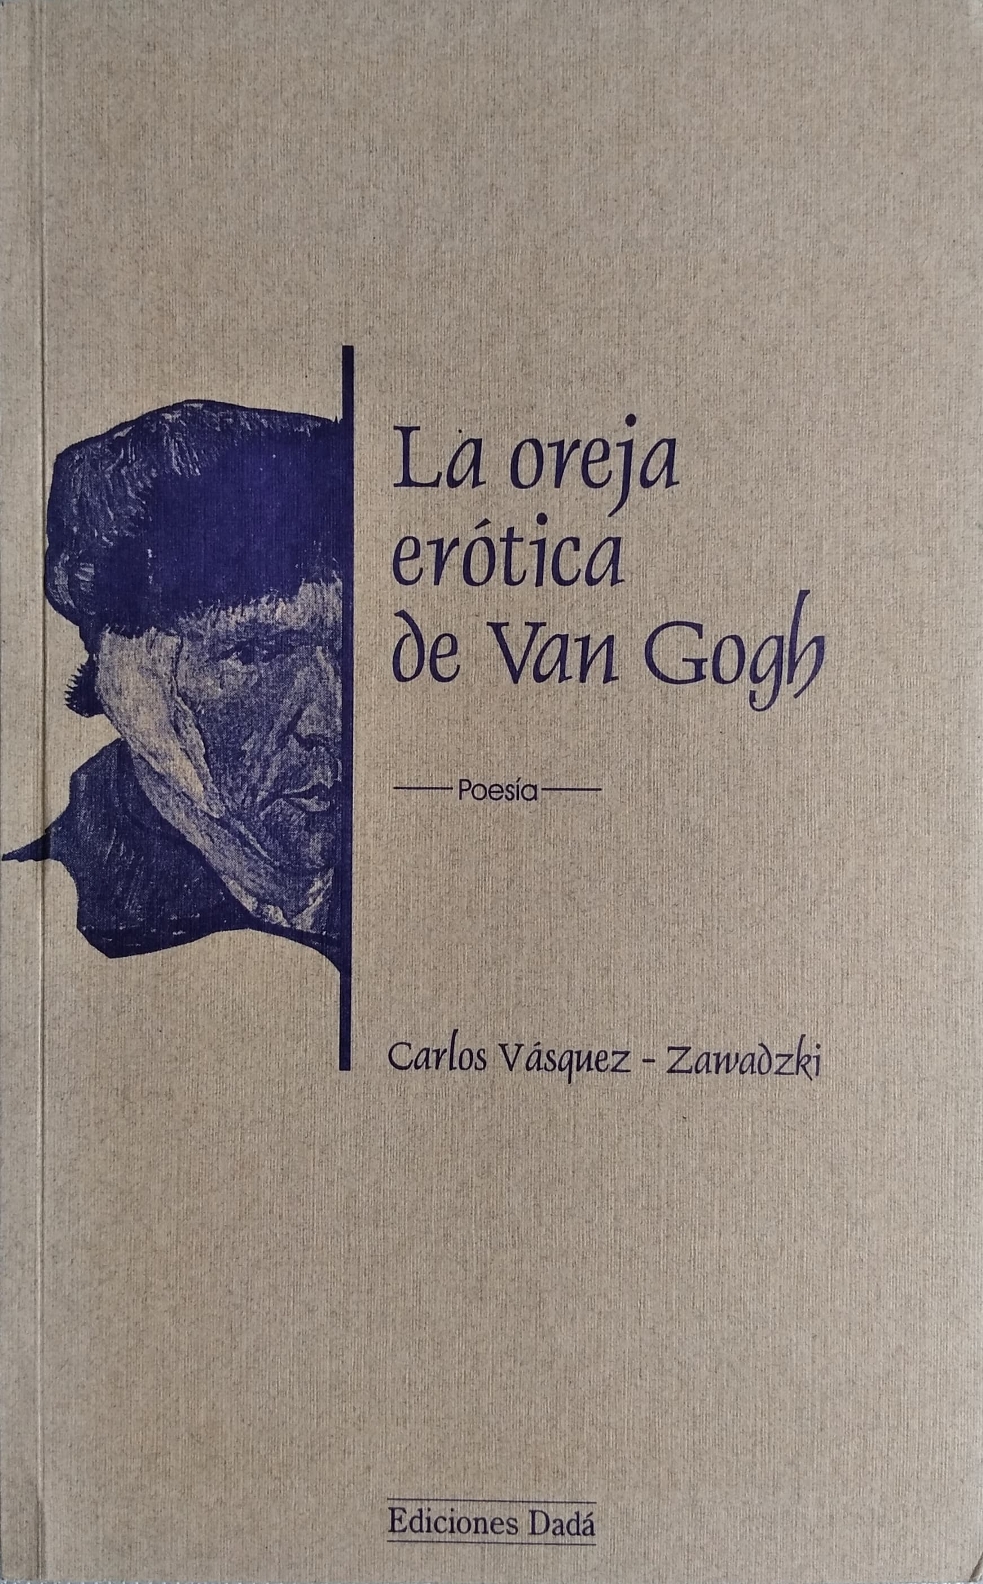 La oreja
erótica
de Van Gogh
Poesía
Carlos Vásquez - Zawadzki
Ediciones Dadá